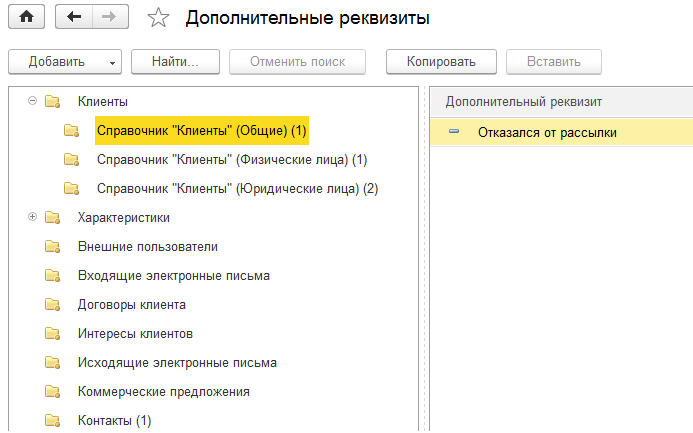 Дополнительные реквизиты
Добавить
Найти...
Отменить поиск
Копировать
Вставить
Клиенты
Справочник "Клиенты" (Общие) (1)
Справочник "Клиенты" (Физические лица) (1)
Справочник "Клиенты" (Юридические лица) (2)
Характеристики
Внешние пользователи
Входящие электронные письма
Договоры клиента
Интересы клиентов
Исходящие электронные письма
Коммерческие предложения
Контакты (1)
Дополнительный реквизит
Отказался от рассылки